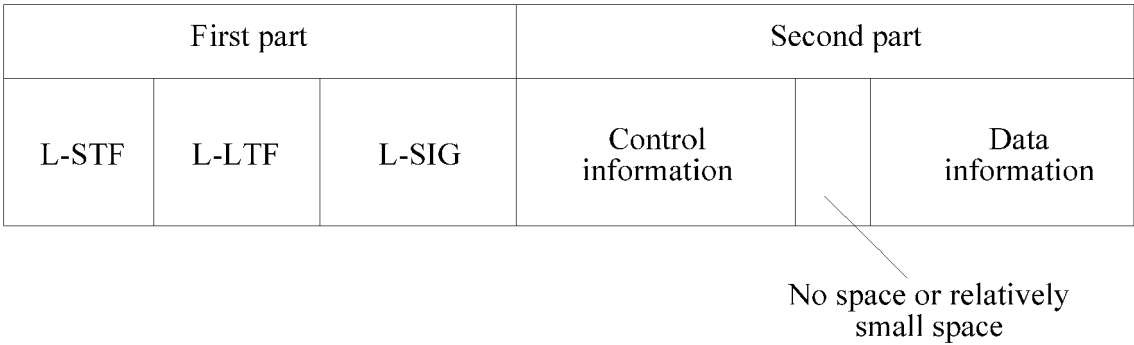 First part
Second part
L-STF
L-LTF
L-SIG
Control
information
Data
information
No space or relatively
small space